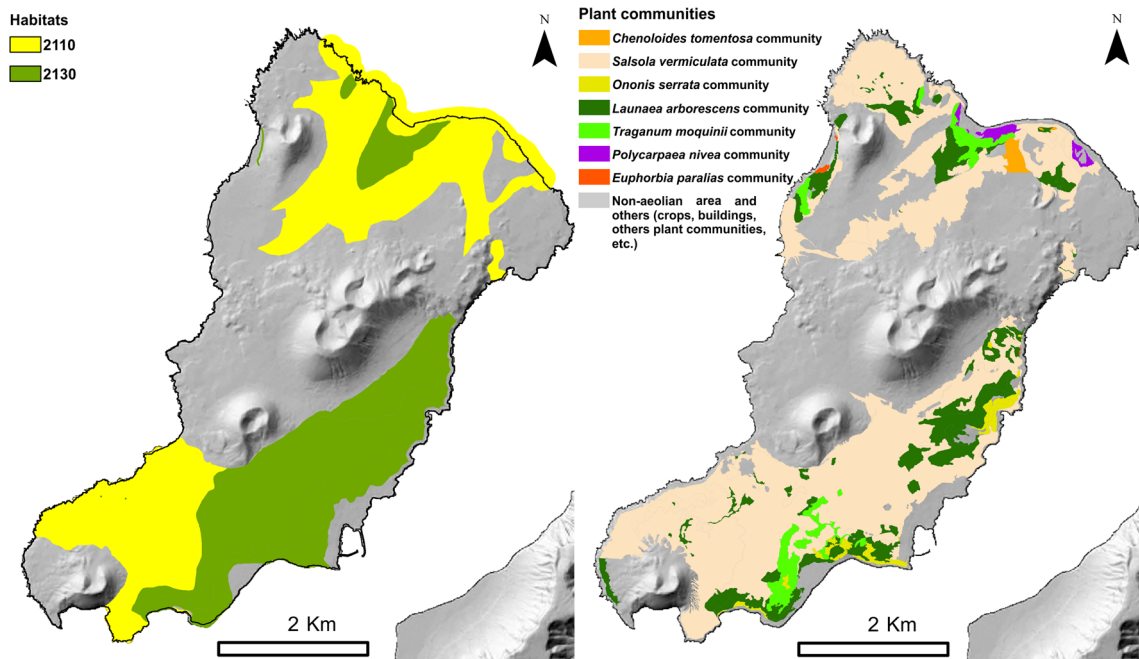 Habitats
2110
2130
N
2 Km
Plant communities
Chenoloides tomentosa community
Salsola vermiculata community
Ononis serrata community
Launaea arborescens community
Traganum moquinii community
Polycarpaea nivea community
Euphorbia paralias community
Non-aeolian area and
others (crops, buildings,
others plant communities,
etc.)
N
2 Km